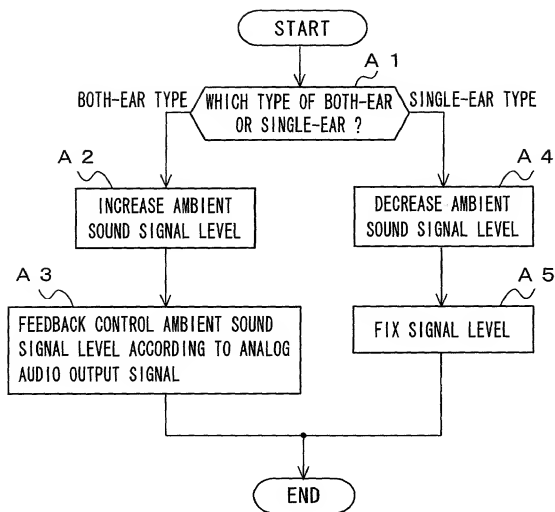 START
A 1
BOTH-EAR TYPE
WHICH TYPE OF BOTH-EAR
OR SINGLE-EAR ?
SINGLE-EAR TYPE
A 2
INCREASE AMBIENT
SOUND SIGNAL LEVEL
A 4
DECREASE AMBIENT
SOUND SIGNAL LEVEL
A 3
FEEDBACK CONTROL AMBIENT SOUND
SIGNAL LEVEL ACCORDING TO ANALOG
AUDIO OUTPUT SIGNAL
A 5
FIX SIGNAL LEVEL
END